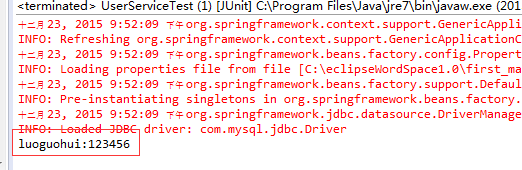 <terminated> UserServiceTest (1) [JUnit] C:\Program Files\Java\jre7\bin\javaw.exe (201
十二月 23, 2015 9:52:09 下午 org.springframework.context.support.GenericAppli
INFO: Refreshing org.springframework.context.support.GenericApplicationC
十二月 23, 2015 9:52:09 下午 org.springframework.beans.factory.config.Proper
INFO: Loading properties file from file [C:\eclipseWordSpace1.0\first_ma
十二月 23, 2015 9:52:09 下午 org.springframework.beans.factory.support.Defau
INFO: Pre-instantiating singletons in org.springframework.beans.factory.
十二月 23, 2015 9:52:09 下午 org.springframework.jdbc.datasource.DriverManage
INFO: Loaded JDBC driver: com.mysql.jdbc.Driver
luoguohui:123456